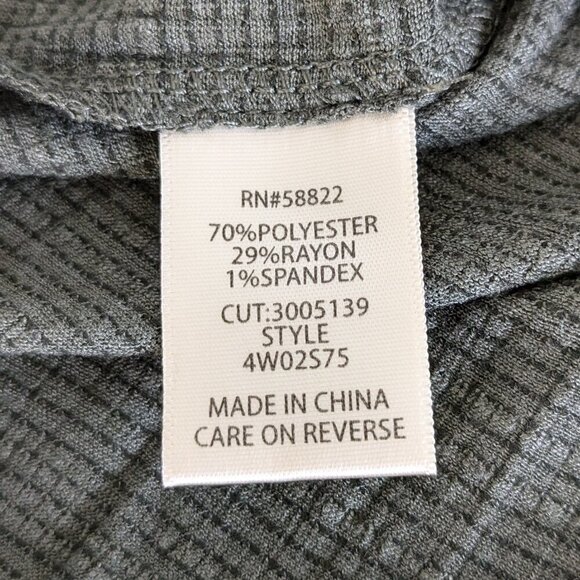 RN#58822
70%POLYESTER
29%RAYON
1%SPANDEX
CUT:3005139
STYLE
4W02S75
MADE IN CHINA
CARE ON REVERSE